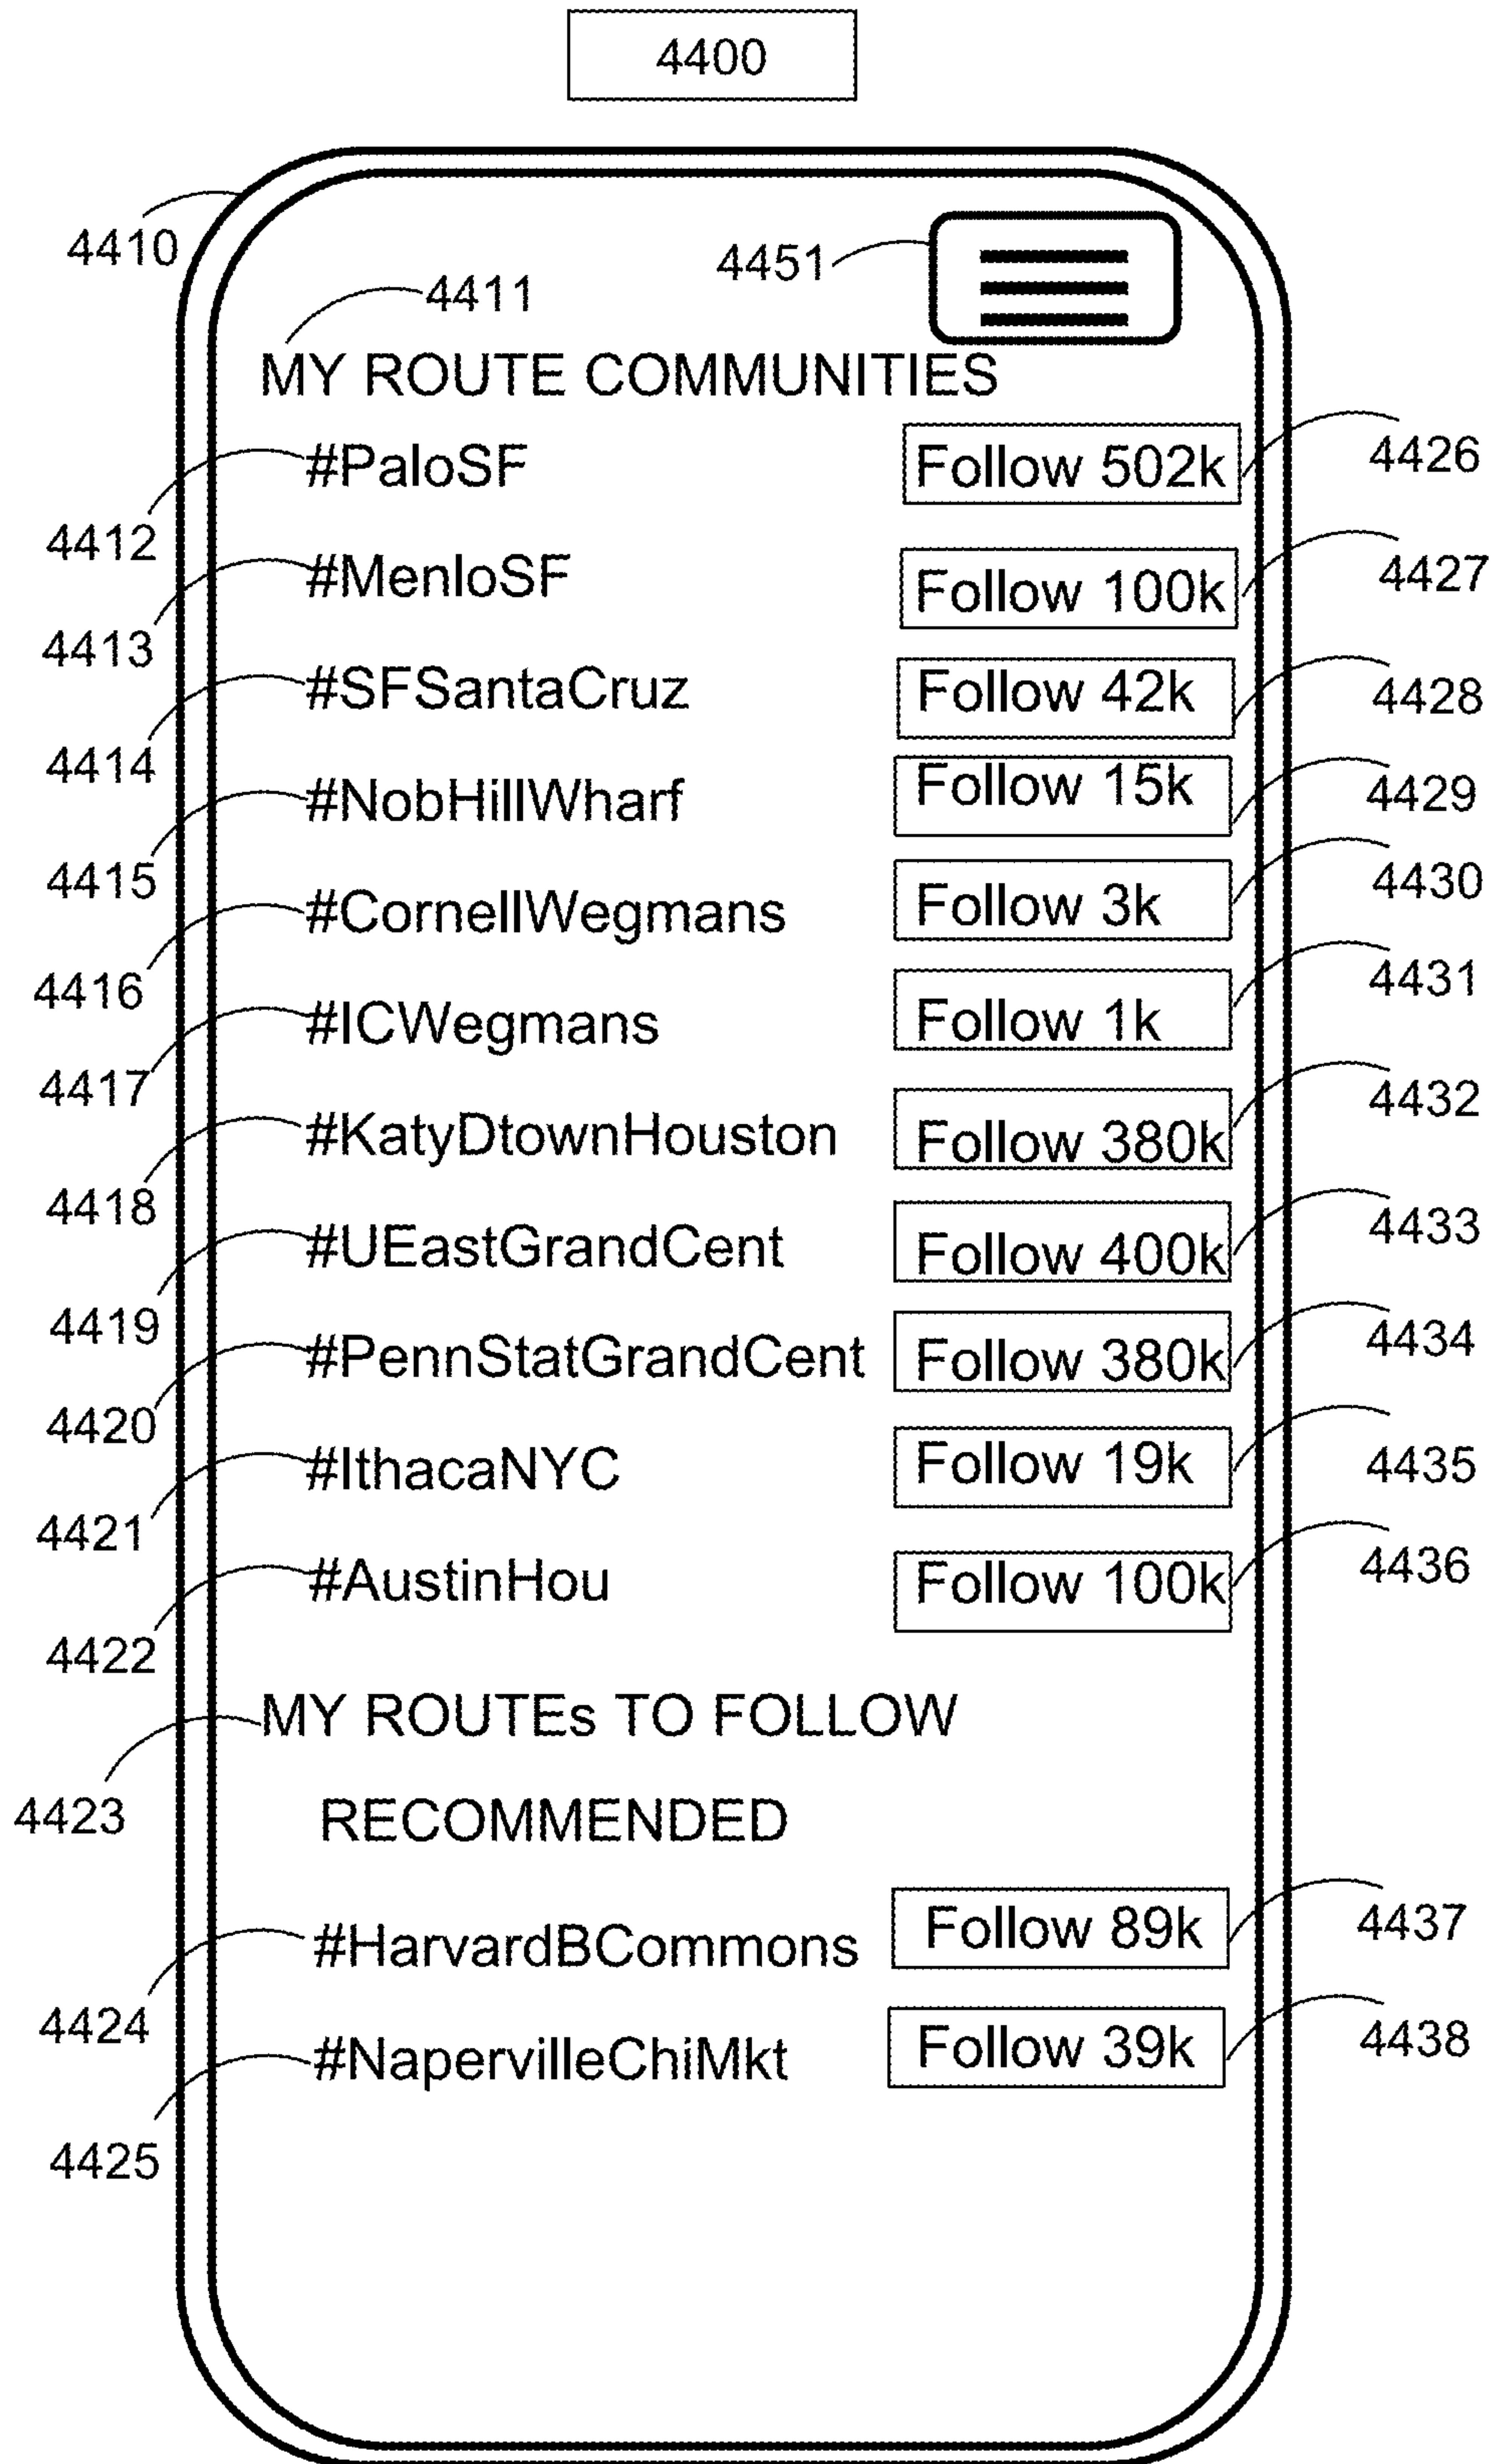 4400
4410
4451
4411
MY ROUTE COMMUNITIES
#PaloSF Follow 502k 4426
4412
#MenloSF Follow 100k 4427
4413
#SFSantaCruz Follow 42k 4428
4414
#NobHillWharf Follow 15k 4429
4415
#CornellWegmans Follow 3k 4430
4416
#ICWegmans Follow 1k 4431
4417
#KatyDtownHouston Follow 380k 4432
4418
#UEastGrandCent Follow 400k 4433
4419
#PennStatGrandCent Follow 380k 4434
4420
#IthacaNYC Follow 19k 4435
4421
#AustinHou Follow 100k 4436
4422
MY ROUTEs TO FOLLOW
4423
RECOMMENDED
#HarvardBCommons Follow 89k 4437
4424
#NapervilleChiMkt Follow 39k 4438
4425